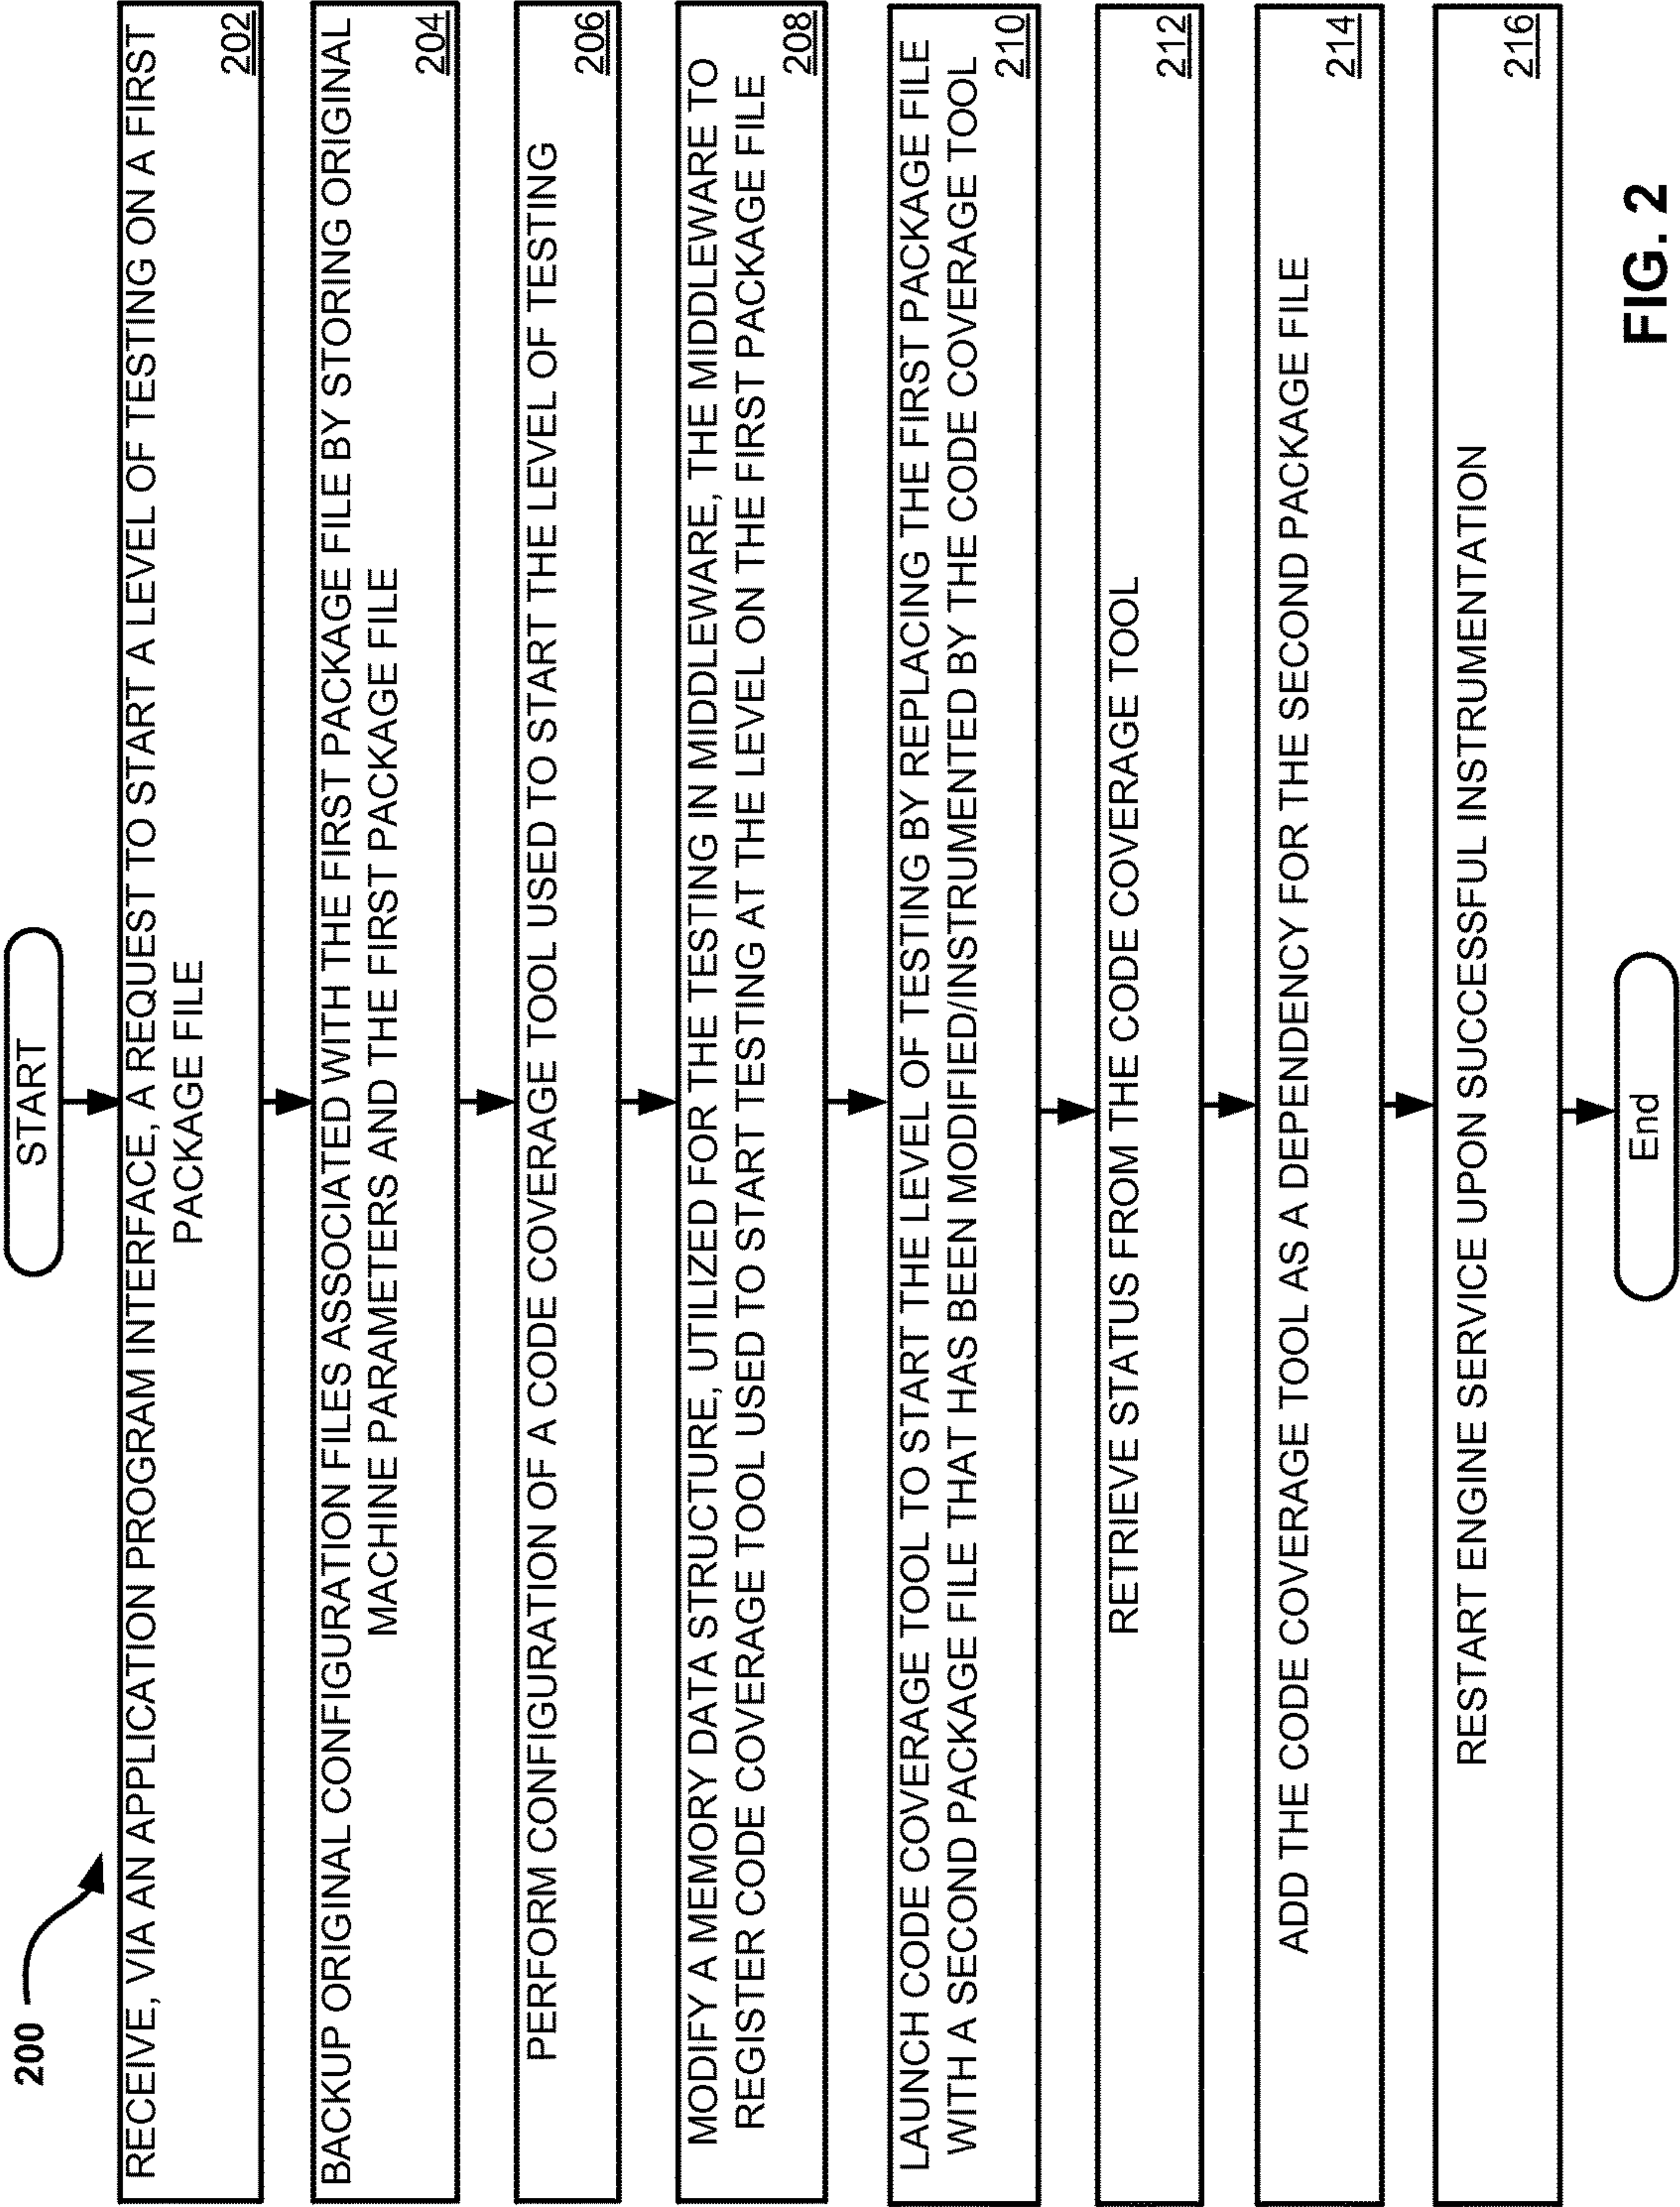 200
START
RECEIVE, VIA AN APPLICATION PROGRAM INTERFACE, A REQUEST TO START A LEVEL OF TESTING ON A FIRST
PACKAGE FILE
202
BACKUP ORIGINAL CONFIGURATION FILES ASSOCIATED WITH THE FIRST PACKAGE FILE BY STORING ORIGINAL
MACHINE PARAMETERS AND THE FIRST PACKAGE FILE
204
PERFORM CONFIGURATION OF A CODE COVERAGE TOOL USED TO START THE LEVEL OF TESTING
206
MODIFY A MEMORY DATA STRUCTURE, UTILIZED FOR THE TESTING IN MIDDLEWARE, THE MIDDLEWARE TO
REGISTER CODE COVERAGE TOOL USED TO START TESTING AT THE LEVEL ON THE FIRST PACKAGE FILE
208
LAUNCH CODE COVERAGE TOOL TO START THE LEVEL OF TESTING BY REPLACING THE FIRST PACKAGE FILE
WITH A SECOND PACKAGE FILE THAT HAS BEEN MODIFIED/INSTRUMENTED BY THE CODE COVERAGE TOOL
210
RETRIEVE STATUS FROM THE CODE COVERAGE TOOL
212
ADD THE CODE COVERAGE TOOL AS A DEPENDENCY FOR THE SECOND PACKAGE FILE
214
RESTART ENGINE SERVICE UPON SUCCESSFUL INSTRUMENTATION
216
End
FIG. 2